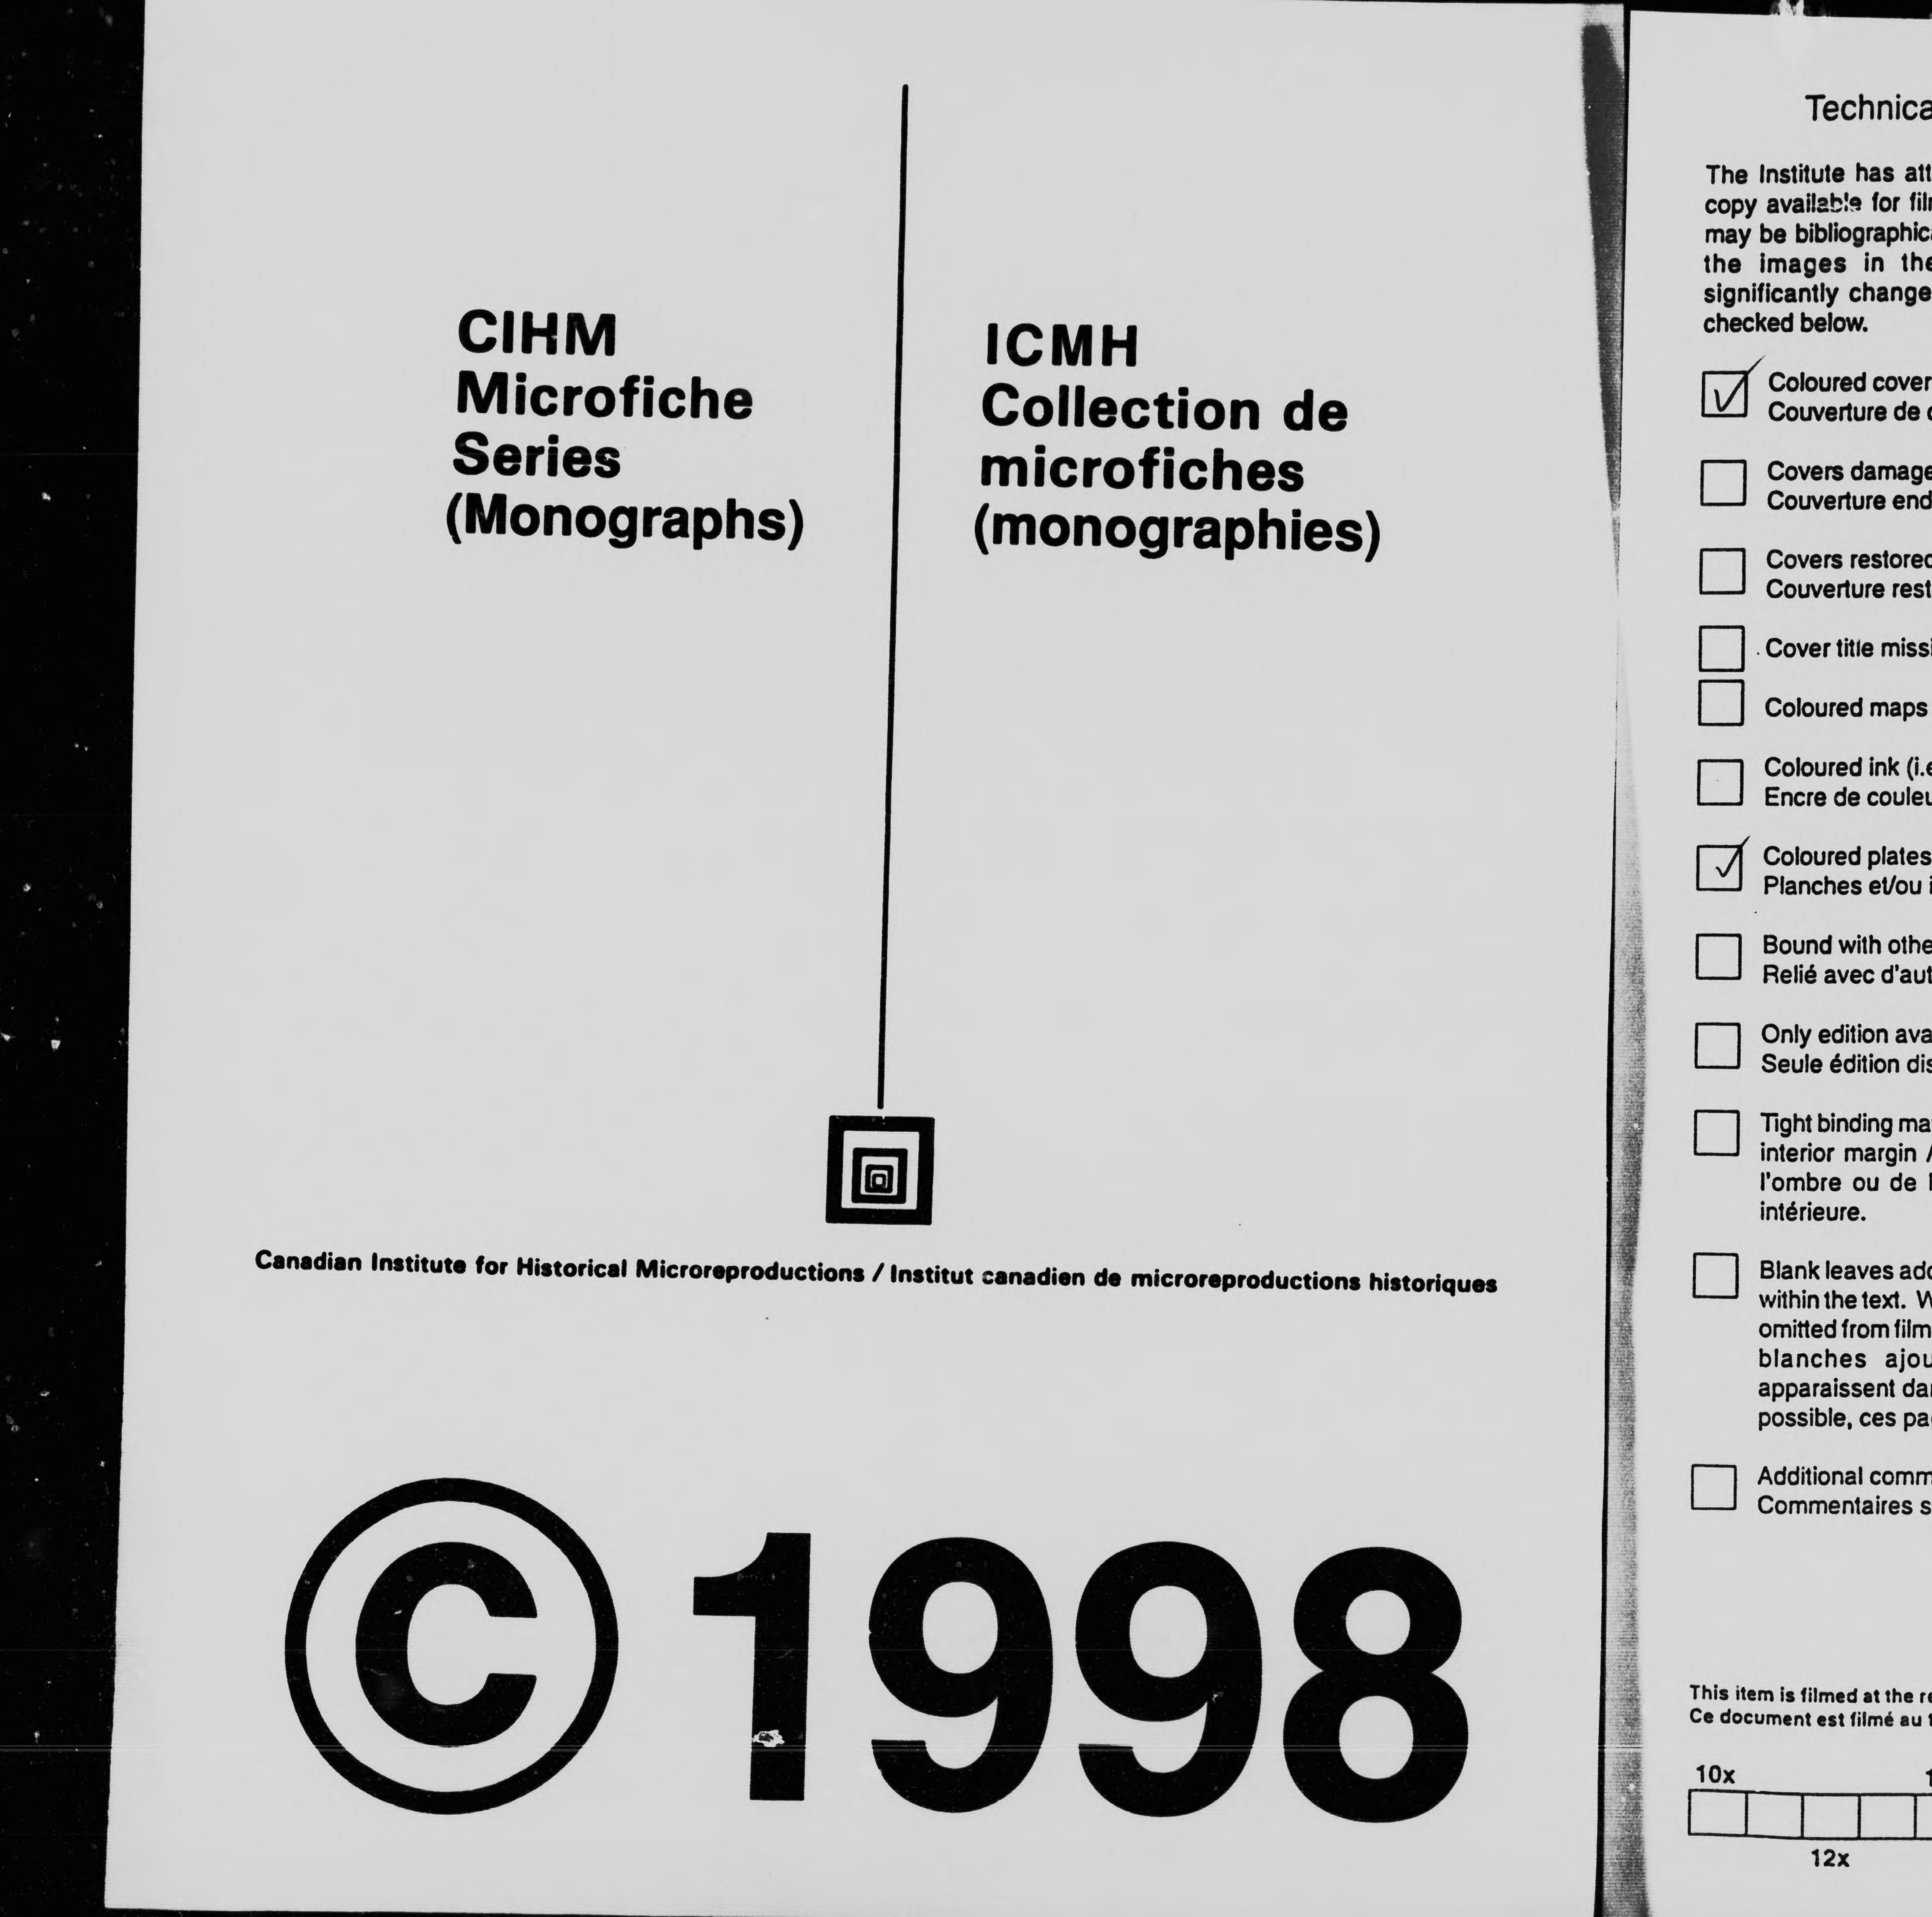 CIHM
Microfiche
Series
(Monographs)
ICMH
Collection de
microfiches
(monographies)
Canadian Institute for Historical Microreproductions / Institut canadien de microreproductions historiques
© 1998
Technica
The Institute has att
copy available for fil
may be bibliographic
the images in the
significantly change
checked below.
Coloured cover
Couverture de
Covers damage
Couverture end
Covers restored
Couverture rest
Cover title miss
Coloured maps
Coloured ink (i.e
Encre de couleu
Coloured plates
Planches et/ou i
Bound with othe
Relié avec d'aut
Only edition ava
Seule édition dis
Tight binding ma
interior margin /
l'ombre ou de l
intérieure.
Blank leaves add
within the text. W
omitted from film
blanches ajou
apparaissent da
possible, ces pa
Additional comm
Commentaires s
This item is filmed at the re
Ce document est filmé au t
10x
12x